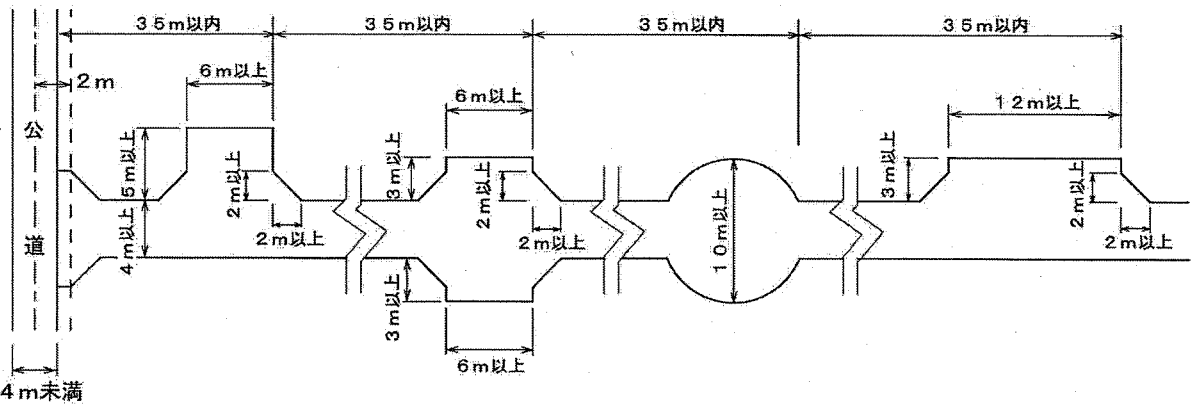 35m以内
35m以内
35m以内
35m以内
2m
6m以上
6m以上
12m以上
公道
5m以上
2m以上
2m以上
4m以上
3m以上
2m以上
2m以上
3m以上
6m以上
10m以上
3m以上
2m以上
2m以上
4m未満